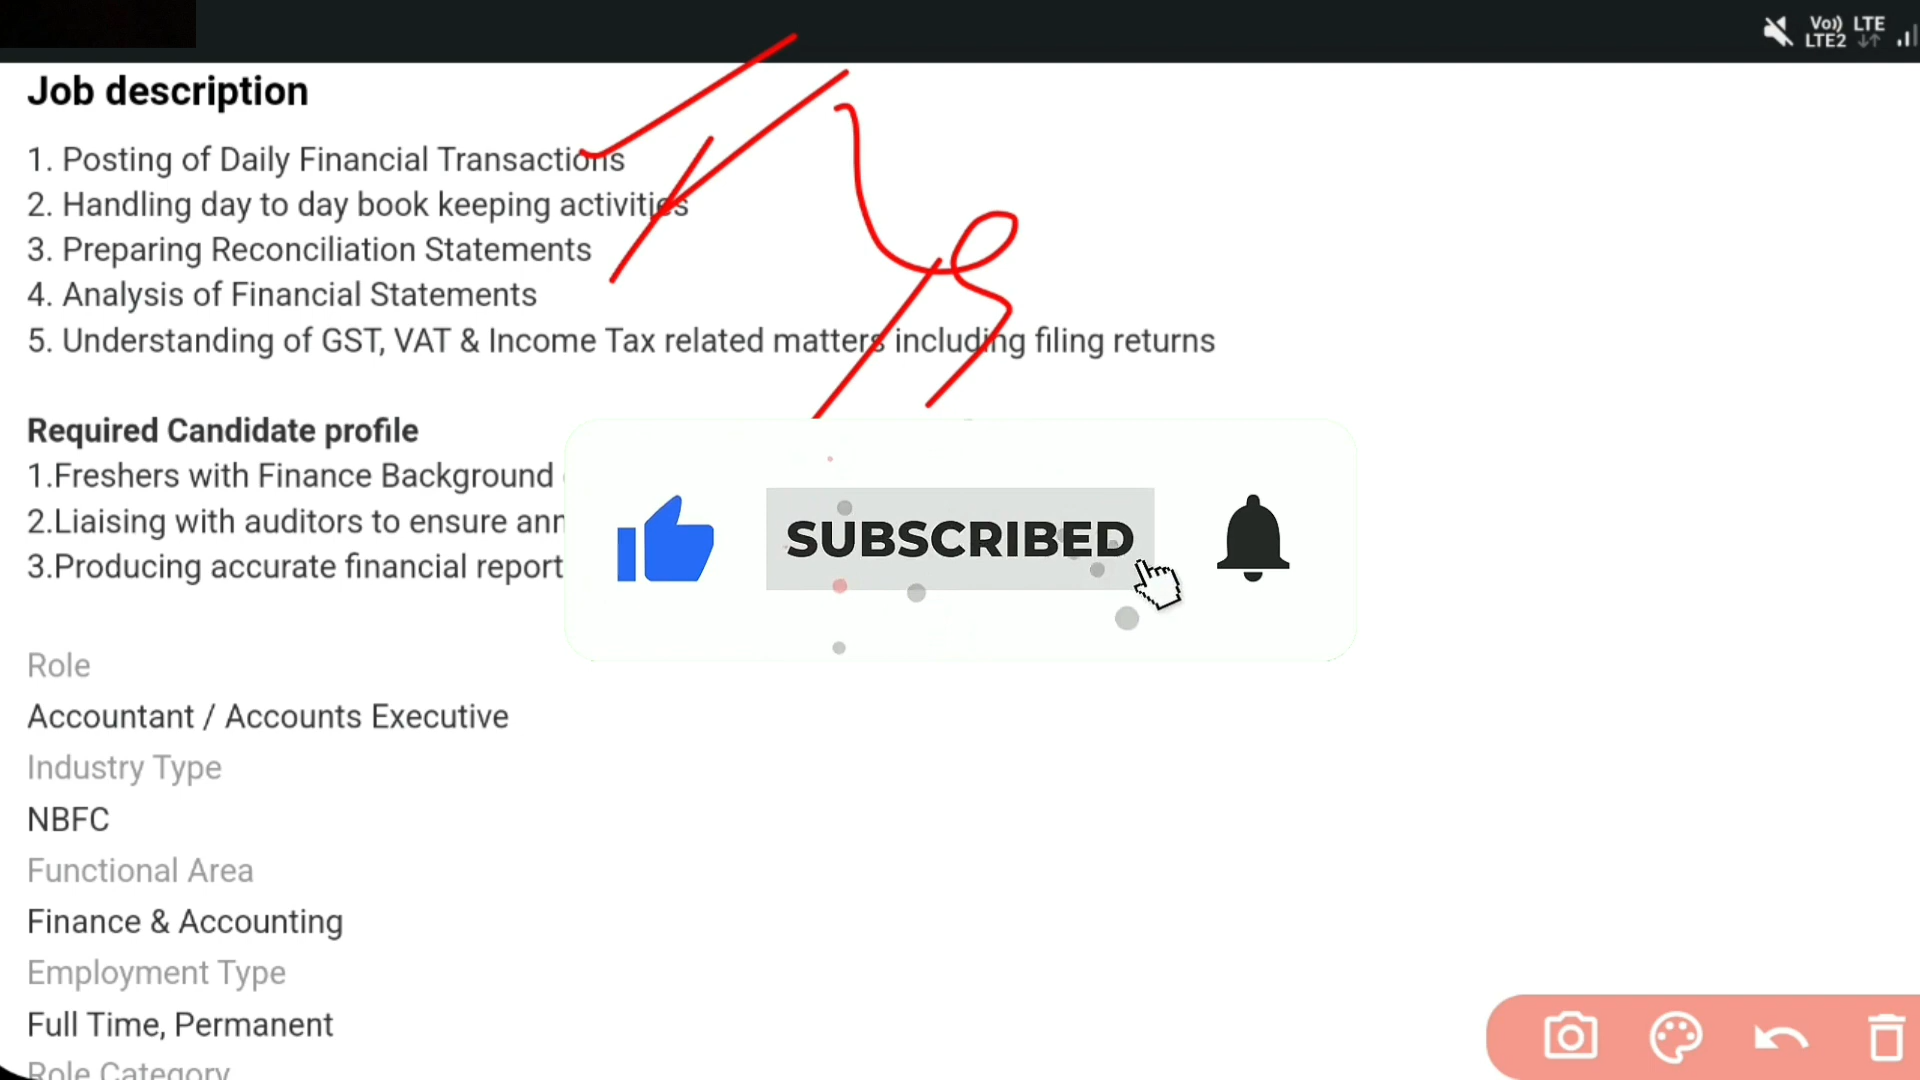 Vo)) LTE
LTE2
Job description
1. Posting of Daily Financial Transactions
2. Handling day to day book keeping activities
3. Preparing Reconciliation Statements
4. Analysis of Financial Statements
5. Understanding of GST, VAT & Income Tax related matters including filing returns
Required Candidate profile
1.Freshers with Finance Background
2.Liaising with auditors to ensure
3.Producing accurate financial
SUBSCRIBED
Role
Accountant / Accounts Executive
Industry Type
NBFC
Functional Area
Finance & Accounting
Employment Type
Full Time, Permanent
Role Category